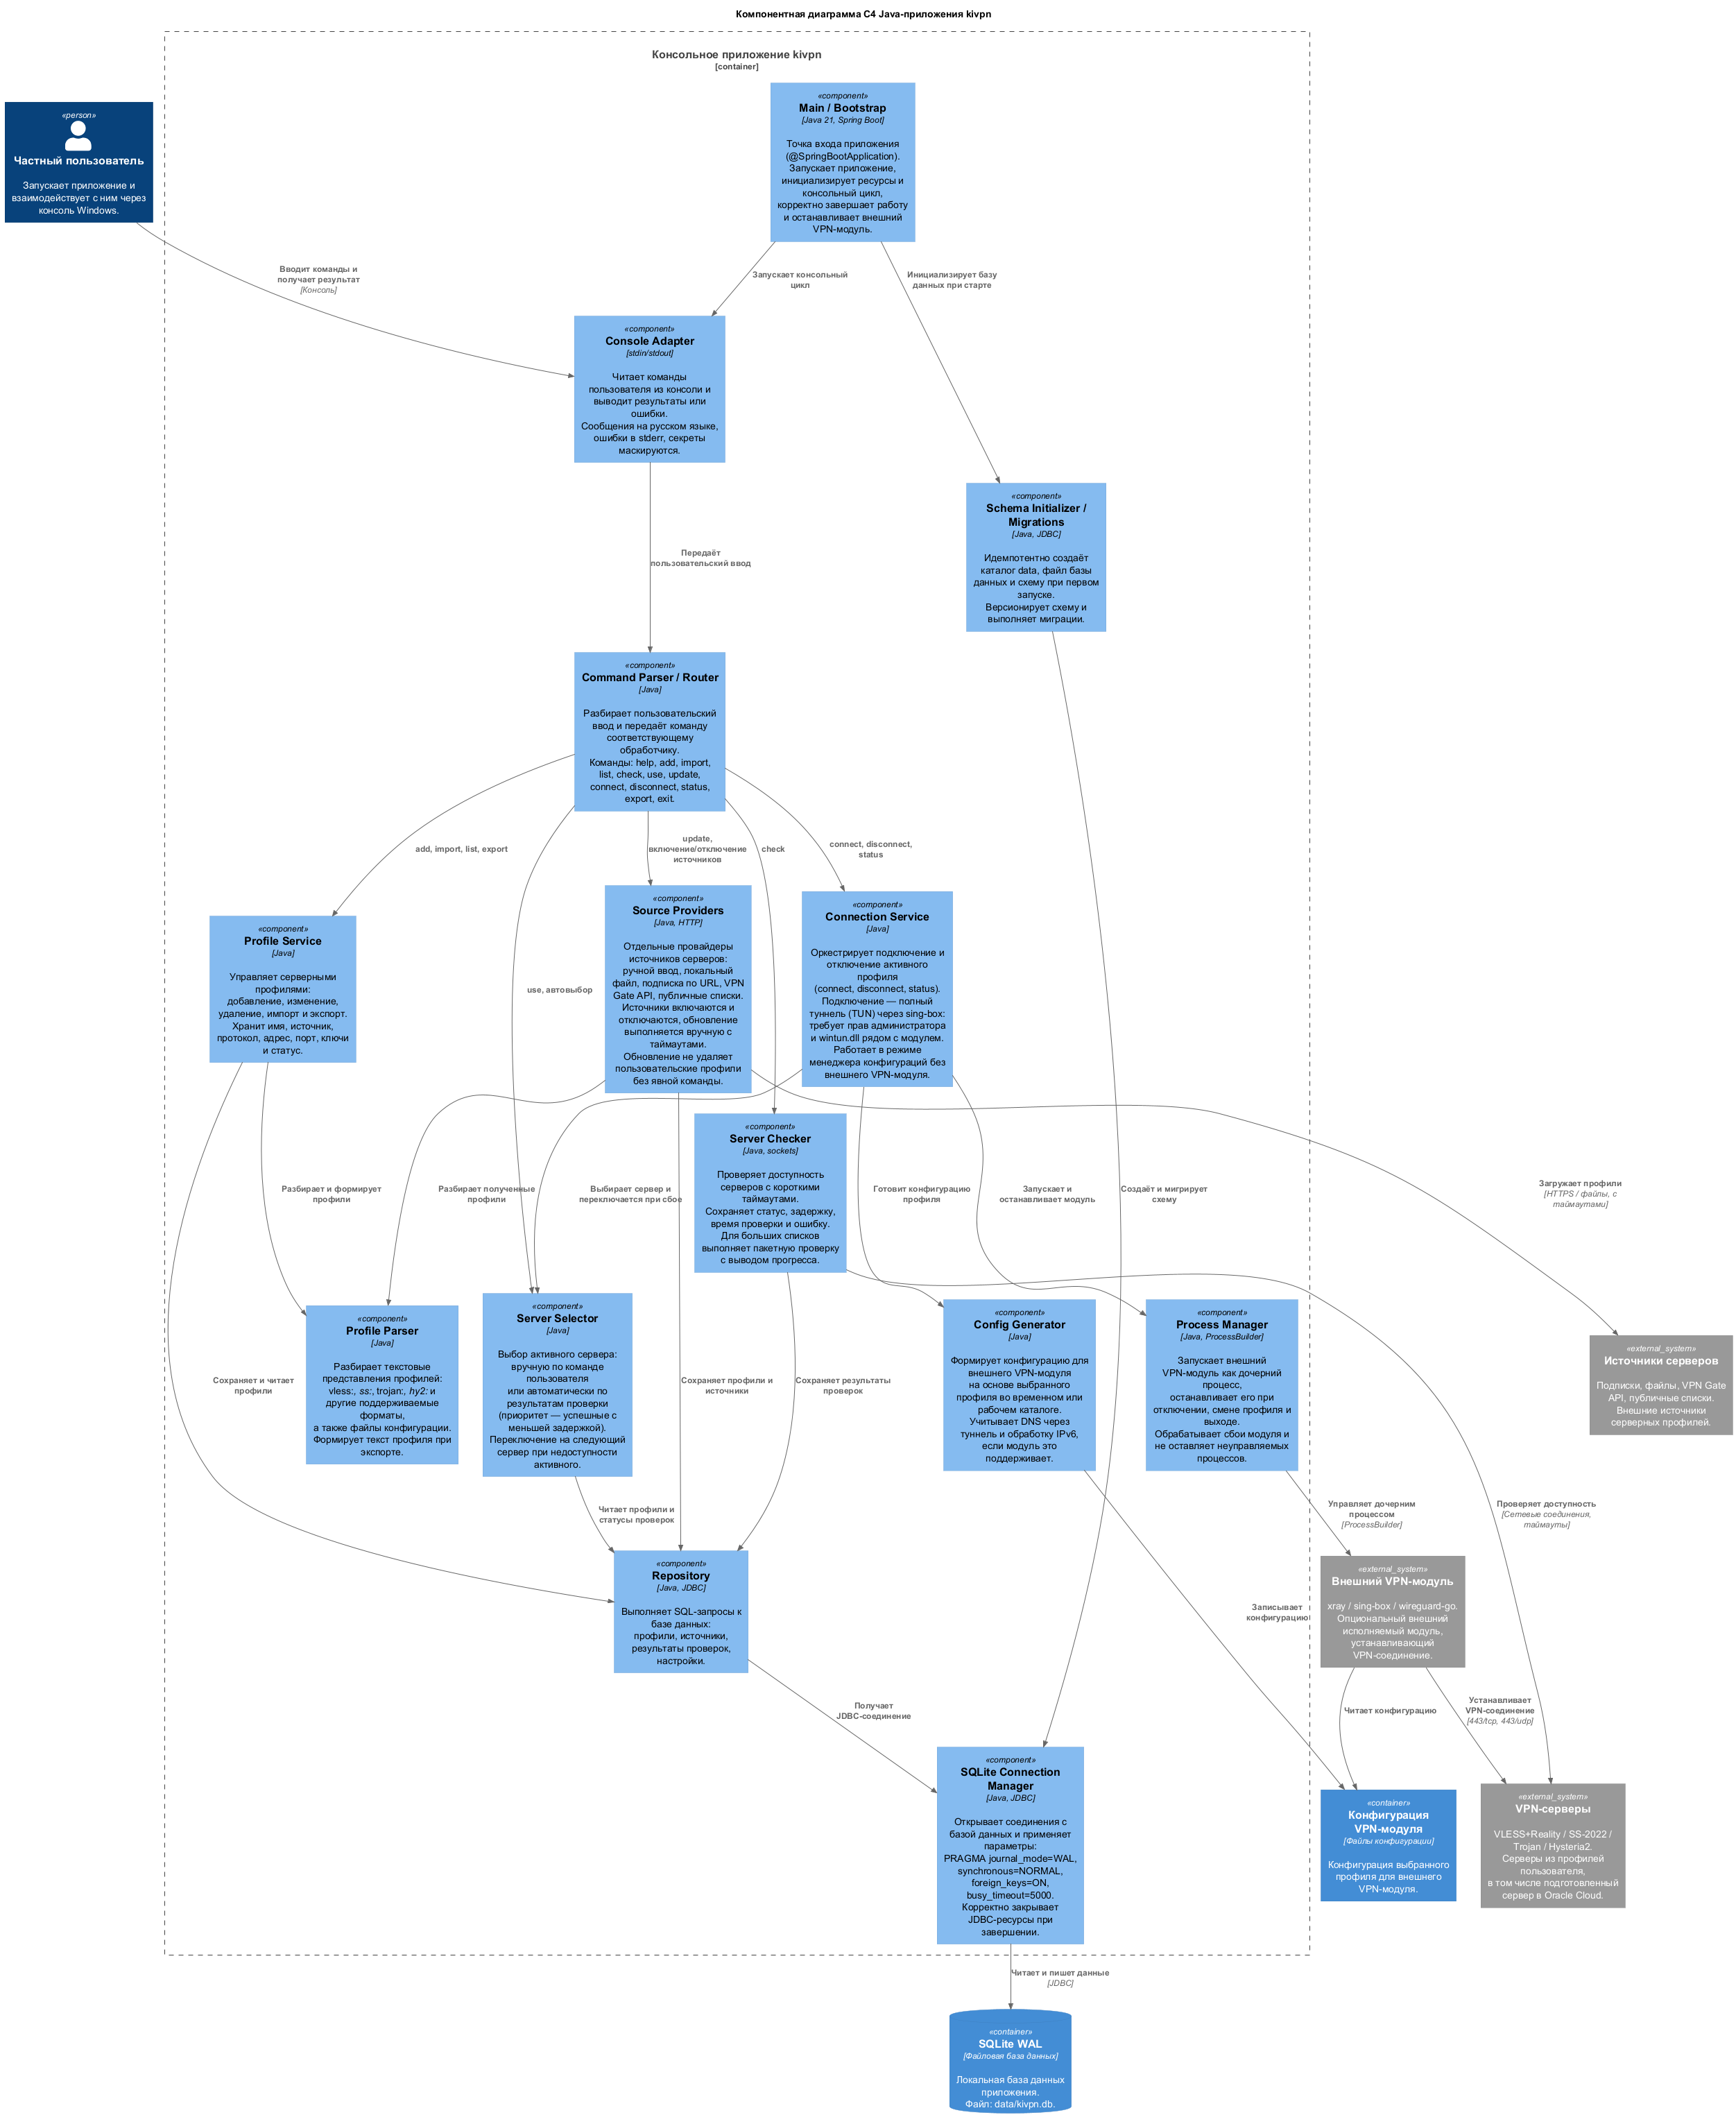 Компонентная диаграмма C4 Java-приложения kivpn
Консольное приложение kivpn
[container]
«component»
Main / Bootstrap
[Java 21, Spring Boot]
Точка входа приложения
(@SpringBootApplication).
Запускает приложение,
инициализирует ресурсы и
консольный цикл,
корректно завершает работу
и останавливает внешний
VPN-модуль.
«person»
Частный пользователь
Запускает приложение и
взаимодействует с ним через
консоль Windows.
Вводит команды и
получает результат
[Консоль]
Запускает консольный
цикл
Инициализирует базу
данных при старте
«component»
Console Adapter
[stdin/stdout]
Читает команды
пользователя из консоли и
выводит результаты или
ошибки.
Сообщения на русском языке,
ошибки в stderr, секреты
маскируются.
«component»
Schema Initializer /
Migrations
[Java, JDBC]
Идемпотентно создаёт
каталог data, файл базы
данных и схему при первом
запуске.
Версионирует схему и
выполняет миграции.
Передаёт
пользовательский ввод
«component»
Command Parser / Router
[Java]
Разбирает пользовательский
ввод и передаёт команду
соответствующему
обработчику.
Команды: help, add, import,
list, check, use, update,
connect, disconnect, status,
export, exit.
add, import, list, export
update,
включение/отключение
источников
check
connect, disconnect,
status
use, автовыбор
«component»
Profile Service
[Java]
Управляет серверными
профилями:
добавление, изменение,
удаление, импорт и экспорт.
Хранит имя, источник,
протокол, адрес, порт, ключи
и статус.
«component»
Source Providers
[Java, HTTP]
Отдельные провайдеры
источников серверов:
ручной ввод, локальный
файл, подписка по URL, VPN
Gate API, публичные списки.
Источники включаются и
отключаются, обновление
выполняется вручную с
таймаутами.
Обновление не удаляет
пользовательские профили
без явной команды.
«component»
Connection Service
[Java]
Оркестрирует подключение и
отключение активного
профиля
(connect, disconnect, status).
Подключение — полный
туннель (TUN) через sing-box:
требует прав администратора
и wintun.dll рядом с модулем.
Работает в режиме
менеджера конфигураций без
внешнего VPN-модуля.
«component»
Server Checker
[Java, sockets]
Проверяет доступность
серверов с короткими
таймаутами.
Сохраняет статус, задержку,
время проверки и ошибку.
Для больших списков
выполняет пакетную проверку
с выводом прогресса.
Разбирает и формирует
профили
Разбирает полученные
профили
Выбирает сервер и
переключается при сбое
Готовит конфигурацию
профиля
Запускает и
останавливает модуль
Создаёт и мигрирует
схему
Загружает профили
[HTTPS / файлы, с
таймаутами]
«component»
Profile Parser
[Java]
Разбирает текстовые
представления профилей:
vless:, ss:, trojan:, hy2: и
другие поддерживаемые
форматы,
а также файлы конфигурации.
Формирует текст профиля при
экспорте.
«component»
Server Selector
[Java]
Выбор активного сервера:
вручную по команде
пользователя
или автоматически по
результатам проверки
(приоритет — успешные с
меньшей задержкой).
Переключение на следующий
сервер при недоступности
активного.
«component»
Config Generator
[Java]
Формирует конфигурацию для
внешнего VPN-модуля
на основе выбранного
профиля во временном или
рабочем каталоге.
Учитывает DNS через
туннель и обработку IPv6,
если модуль это
поддерживает.
«component»
Process Manager
[Java, ProcessBuilder]
Запускает внешний
VPN-модуль как дочерний
процесс,
останавливает его при
отключении, смене профиля и
выходе.
Обрабатывает сбои модуля и
не оставляет неуправляемых
процессов.
«external_system»
Источники серверов
Подписки, файлы, VPN Gate
API, публичные списки.
Внешние источники
серверных профилей.
Сохраняет и читает
профили
Сохраняет профили и
источники
Сохраняет результаты
проверок
Читает профили и
статусы проверок
Управляет дочерним
процессом
[ProcessBuilder]
Проверяет доступность
[Сетевые соединения,
таймауты]
«component»
Repository
[Java, JDBC]
Выполняет SQL-запросы к
базе данных:
профили, источники,
результаты проверок,
настройки.
Записывает
конфигурацию
«external_system»
Внешний VPN-модуль
xray / sing-box / wireguard-go.
Опциональный внешний
исполняемый модуль,
устанавливающий
VPN-соединение.
Получает
JDBC-соединение
Читает конфигурацию
Устанавливает
VPN-соединение
[443/tcp, 443/udp]
«component»
SQLite Connection
Manager
[Java, JDBC]
Открывает соединения с
базой данных и применяет
параметры:
PRAGMA journal_mode=WAL,
synchronous=NORMAL,
foreign_keys=ON,
busy_timeout=5000.
Корректно закрывает
JDBC-ресурсы при
завершении.
«container»
Конфигурация
VPN-модуля
[Файлы конфигурации]
Конфигурация выбранного
профиля для внешнего
VPN-модуля.
«external_system»
VPN-серверы
VLESS+Reality / SS-2022 /
Trojan / Hysteria2.
Серверы из профилей
пользователя,
в том числе подготовленный
сервер в Oracle Cloud.
Читает и пишет данные
[JDBC]
«container»
SQLite WAL
[Файловая база данных]
Локальная база данных
приложения.
Файл: data/kivpn.db.